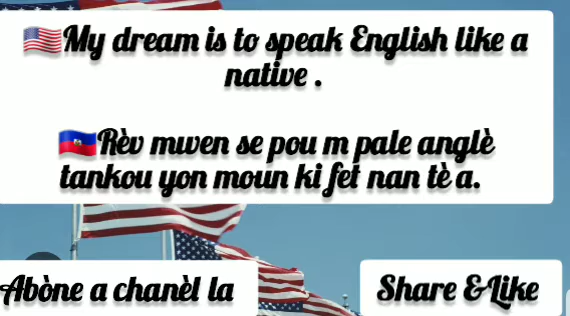 🇺🇸My dream is to speak English like a
native .
🇭🇹Rèv mwen se pou m pale anglè
tankou yon moun ki fet nan tè a.
Abòne a chanèl la
Share & Like